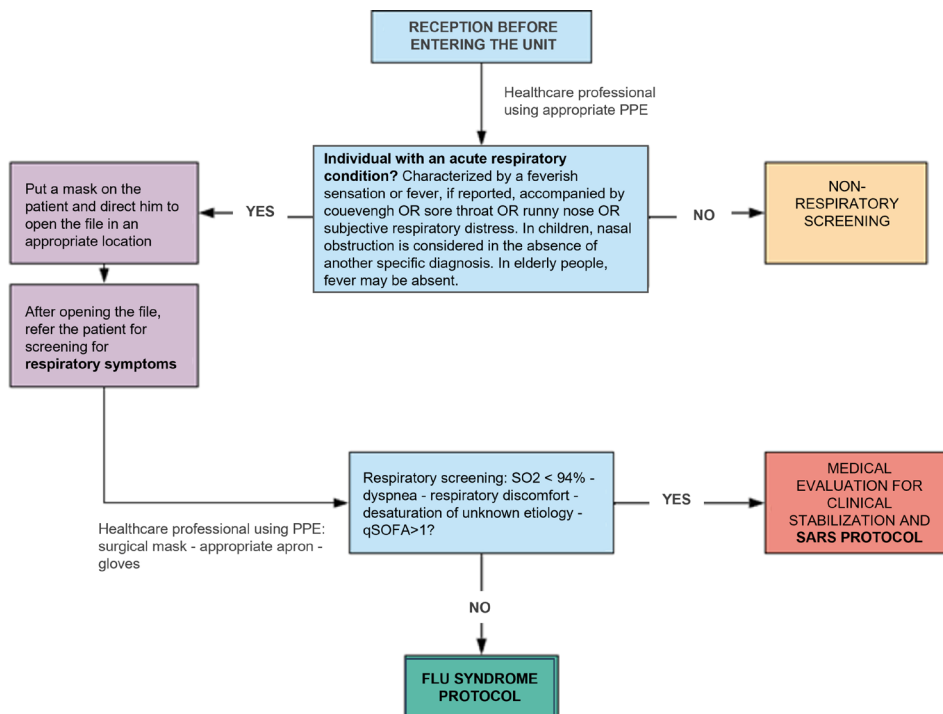 RECEPTION BEFORE
ENTERING THE UNIT
Healthcare professional
using appropriate PPE
Individual with an acute respiratory
condition? Characterized by a feverish
sensation or fever, if reported, accompanied by
couevengh OR sore throat OR runny nose OR
subjective respiratory distress. In children, nasal
obstruction is considered in the absence of
another specific diagnosis. In elderly people,
fever may be absent.
YES
Put a mask on the
patient and direct him to
open the file in an
appropriate location
NO
NON-
RESPIRATORY
SCREENING
After opening the file,
refer the patient for
screening for
respiratory symptoms
Healthcare professional using PPE:
surgical mask - appropriate apron -
gloves
Respiratory screening: SO2 < 94% -
dyspnea - respiratory discomfort -
desaturation of unknown etiology -
qSOFA>1?
YES
MEDICAL
EVALUATION FOR
CLINICAL
STABILIZATION AND
SARS PROTOCOL
NO
FLU SYNDROME
PROTOCOL